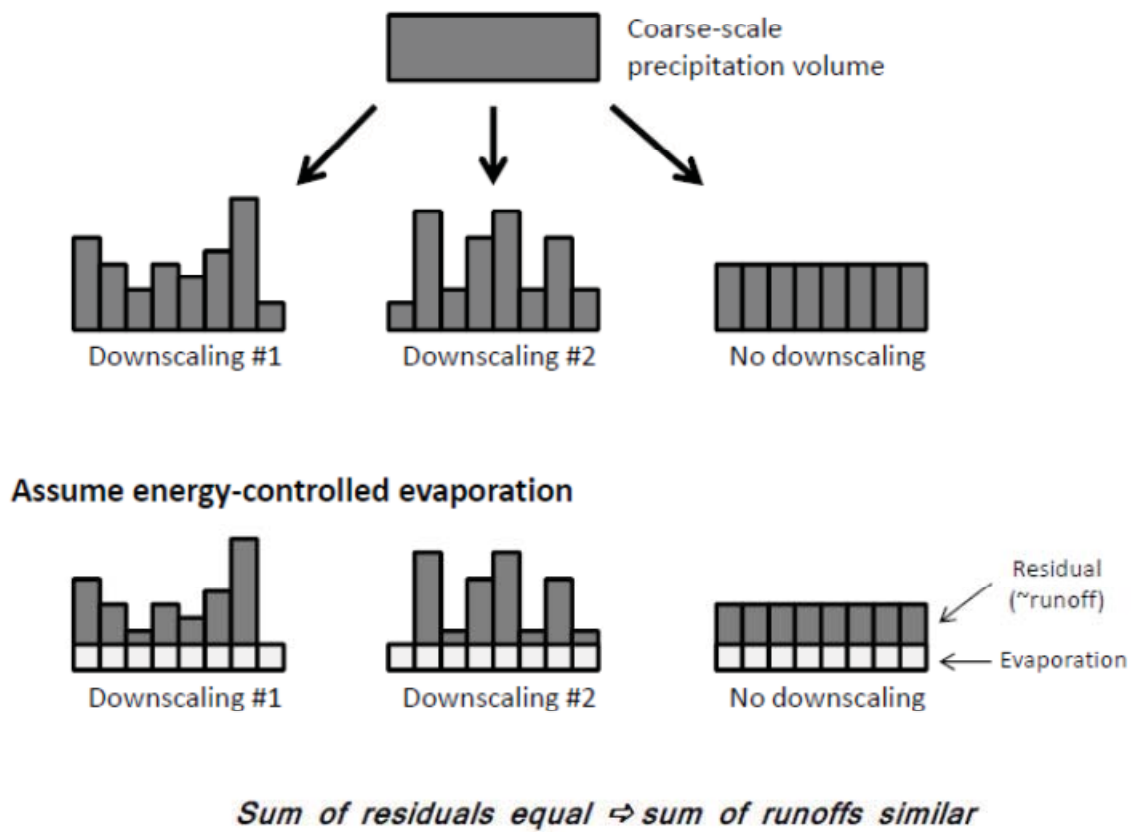 Coarse-scale
precipitation volume
Downscaling #1
Downscaling #2
No downscaling
Assume energy-controlled evaporation
Residual
(~runoff)
Evaporation
Downscaling #1
Downscaling #2
No downscaling
Sum of residuals equal ⇨ sum of runoffs similar